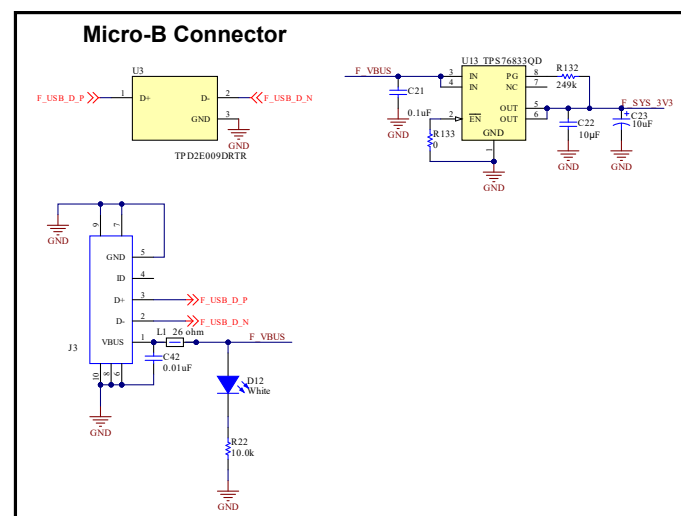 Micro-B Connector
U3
F_USB_D_P 1 D+ D- 2 F_USB_D_N
GND 3
GND
TPD2E009DRTR
U13 TPS76833QD
F_VBUS 3 IN PG 8 R132
4 IN NC 7 249k
C21
0.1uF
2 EN OUT 5 F_SYS_3V3
OUT 6
R133
0
GND
1
C22
10µF
+ C23
10uF
GND GND GND GND
GND
9 7
GND 5
ID 4
D+ 3 F_USB_D_P
D- 2 F_USB_D_N
VBUS 1 L1 26 ohm F_VBUS
J3
C42
0.01uF
10 8 6
GND
D12
White
R22
10.0k
GND